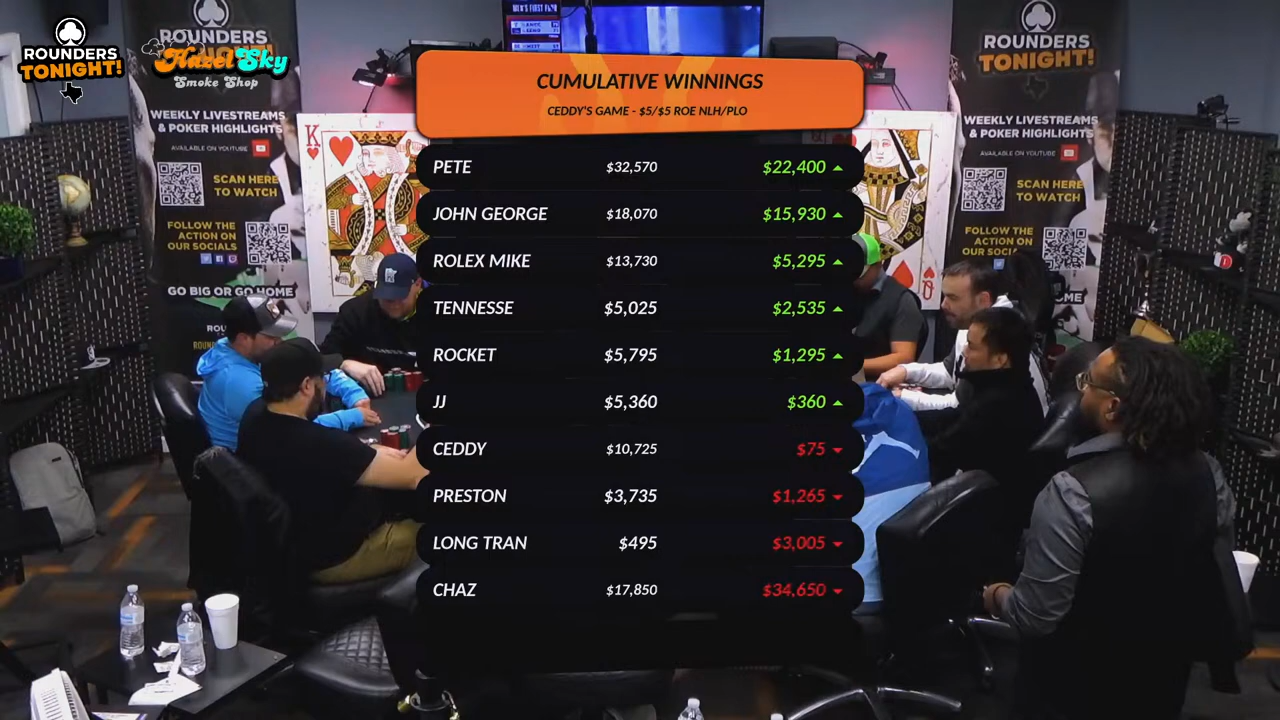 ROUNDERS
TONIGHT!
Hazel Sky
Smoke Shop
ROUNDERS
WEEKLY LIVESTREAMS
& POKER HIGHLIGHTS
AVAILABLE ON YOUTUBE
SCAN HERE
TO WATCH
FOLLOW THE
ACTION ON
OUR SOCIALS
GO BIG OR GO HOME
K
CUMULATIVE WINNINGS
CEDDY'S GAME - $5/$5 ROE NLH/PLO
PETE $32,570 $22,400
JOHN GEORGE $18,070 $15,930
ROLEX MIKE $13,730 $5,295
TENNESSE $5,025 $2,535
ROCKET $5,795 $1,295
JJ $5,360 $360
CEDDY $10,725 $75
PRESTON $3,735 $1,265
LONG TRAN $495 $3,005
CHAZ $17,850 $34,650
ROUNDERS
TONIGHT!
WEEKLY LIVESTREAMS
& POKER HIGHLIGHTS
AVAILABLE ON YOUTUBE
SCAN HERE
TO WATCH
FOLLOW THE
ACTION ON
OUR SOCIA
Q